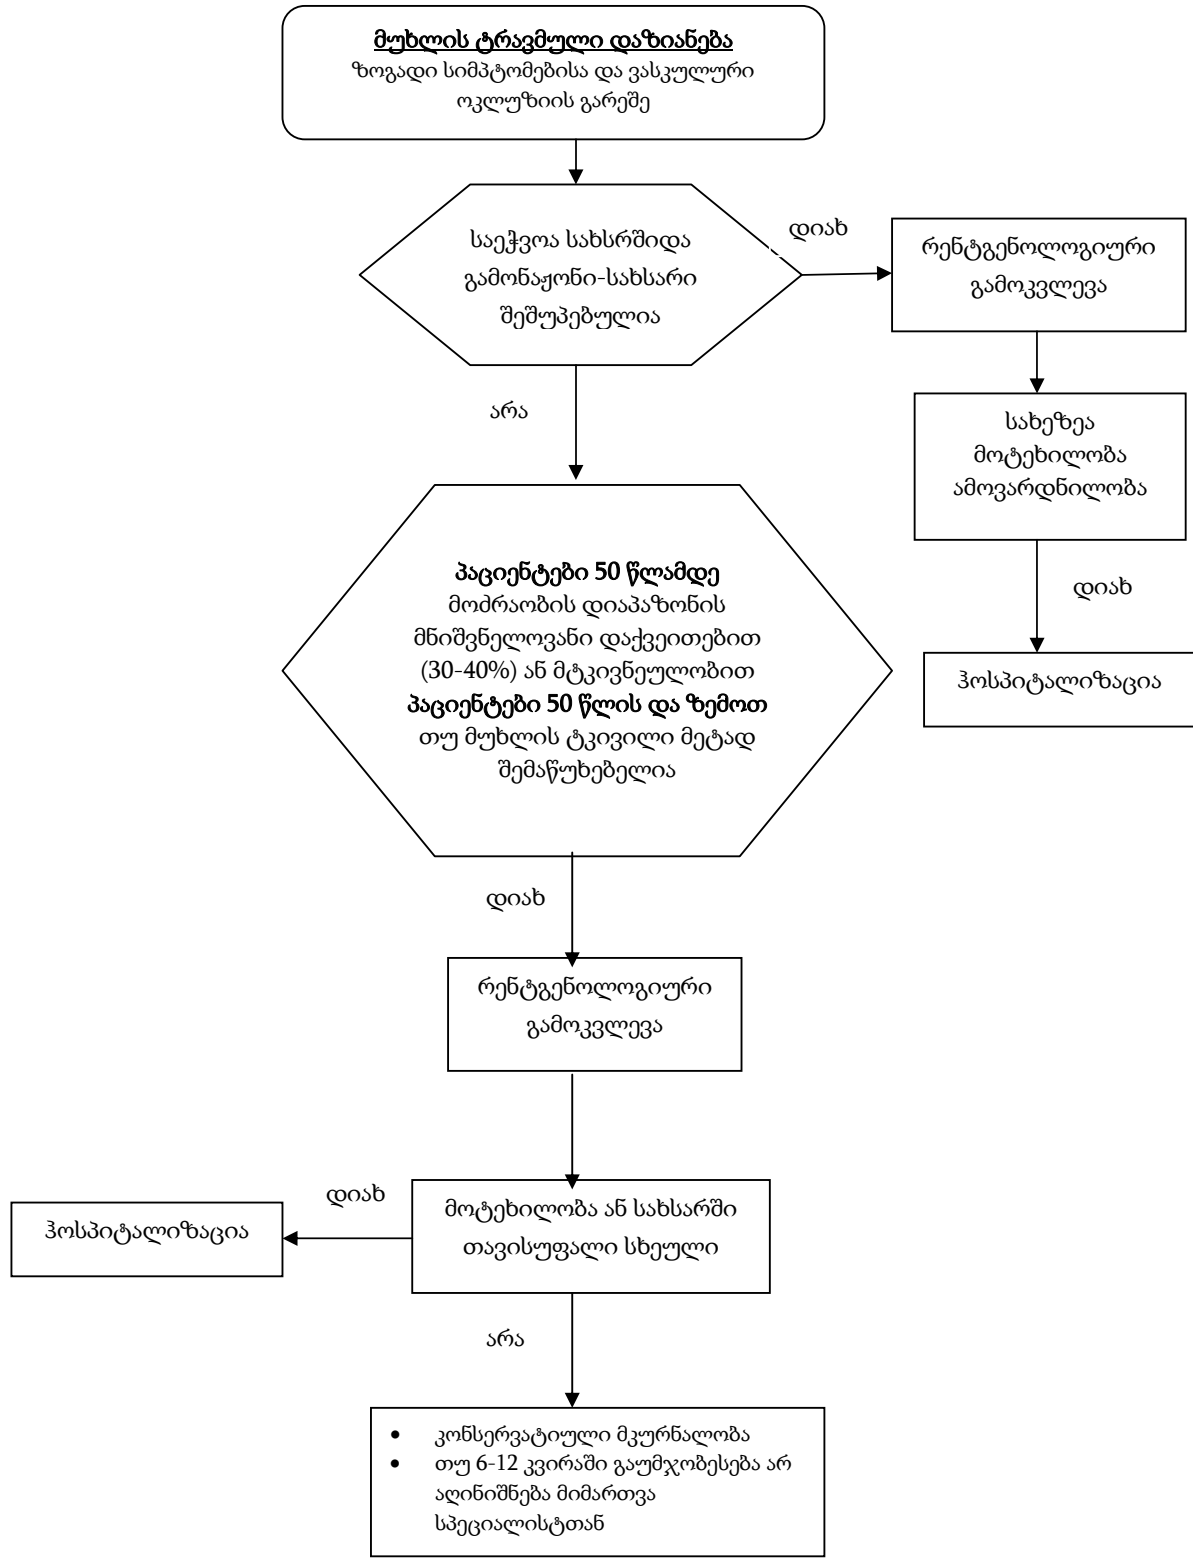 მუხლის ტრავმული დაზიანება
ზოგადი სიმპტომებისა და ვასკულური
ოკლუზიის გარეშე
საეჭვოა სახსრშიდა
გამონაჟონი-სახსარი
შეშუპებულია
დიახ
რენტგენოლოგიური
გამოკვლევა
არა
სახეზეა
მოტეხილობა
ამოვარდნილობა
დიახ
ჰოსპიტალიზაცია
პაციენტები 50 წლამდე
მოძრაობის დიაპაზონის
მნიშვნელოვანი დაქვეითებით
(30-40%) ან მტკივნეულობით
პაციენტები 50 წლის და ზემოთ
თუ მუხლის ტკივილი მეტად
შემაწუხებელია
დიახ
რენტგენოლოგიური
გამოკვლევა
მოტეხილობა ან სახსარში
თავისუფალი სხეული
დიახ
ჰოსპიტალიზაცია
არა
• კონსერვატიული მკურნალობა
• თუ 6-12 კვირაში გაუმჯობესება არ
აღინიშნება მიმართვა
სპეციალისტთან